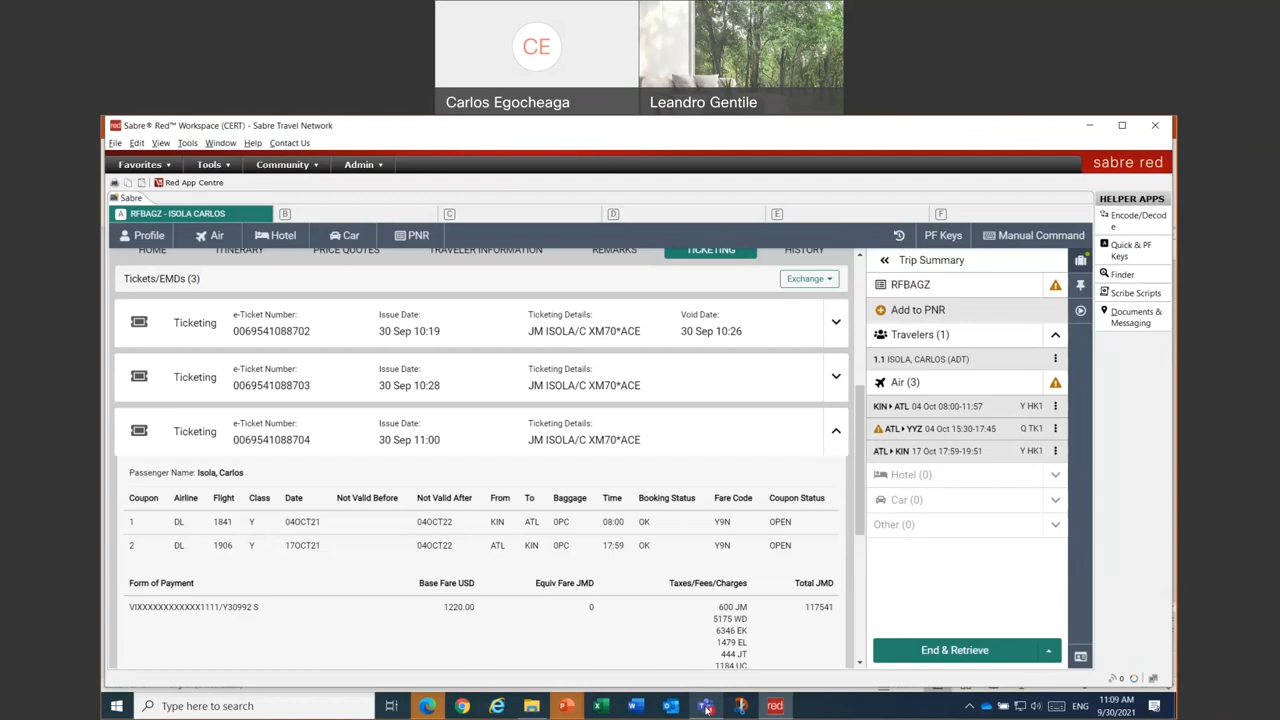 CE
Carlos Egocheaga
Leandro Gentile
red Sabre® Red™ Workspace (CERT) - Sabre Travel Network
File Edit View Tools Window Help Contact Us
Favorites Tools Community Admin
sabre red
Red App Centre
Sabre
HELPER APPS
A RFBAGZ - ISOLA CARLOS B C D E F
Encode/Decod
e
Quick & PF
Keys
Finder
Scribe Scripts
Documents &
Messaging
Profile Air Hotel Car PNR PF Keys Manual Command
HOME ITINERARY PRICE QUOTES TRAVELER INFORMATION REMARKS TICKETING HISTORY
Tickets/EMDs (3) Exchange
e-Ticket Number: Issue Date: Ticketing Details: Void Date:
Ticketing 0069541088702 30 Sep 10:19 JM ISOLA/C XM70*ACE 30 Sep 10:26
e-Ticket Number: Issue Date: Ticketing Details:
Ticketing 0069541088703 30 Sep 10:28 JM ISOLA/C XM70*ACE
e-Ticket Number: Issue Date: Ticketing Details:
Ticketing 0069541088704 30 Sep 11:00 JM ISOLA/C XM70*ACE
Passenger Name: Isola, Carlos
Coupon Airline Flight Class Date Not Valid Before Not Valid After From To Baggage Time Booking Status Fare Code Coupon Status
1 DL 1841 Y 04OCT21 04OCT22 KIN ATL 0PC 08:00 OK Y9N OPEN
2 DL 1906 Y 17OCT21 04OCT22 ATL KIN 0PC 17:59 OK Y9N OPEN
Form of Payment Base Fare USD Equiv Fare JMD Taxes/Fees/Charges Total JMD
VIXXXXXXXXXXXX1111/Y30992 S 1220.00 0 600 JM 117541
5175 WD
6346 EK
1479 EL
444 JT
1184 UC
Trip Summary
RFBAGZ
Add to PNR
Travelers (1)
1.1 ISOLA, CARLOS (ADT)
Air (3)
KIN ATL 04 Oct 08:00-11:57 Y HK1
ATL YYZ 04 Oct 15:30-17:45 Q TK1
ATL KIN 17 Oct 17:59-19:51 Y HK1
Hotel (0)
Car (0)
Other (0)
End & Retrieve
0
Type here to search
red
ENG
11:09 AM
9/30/2021